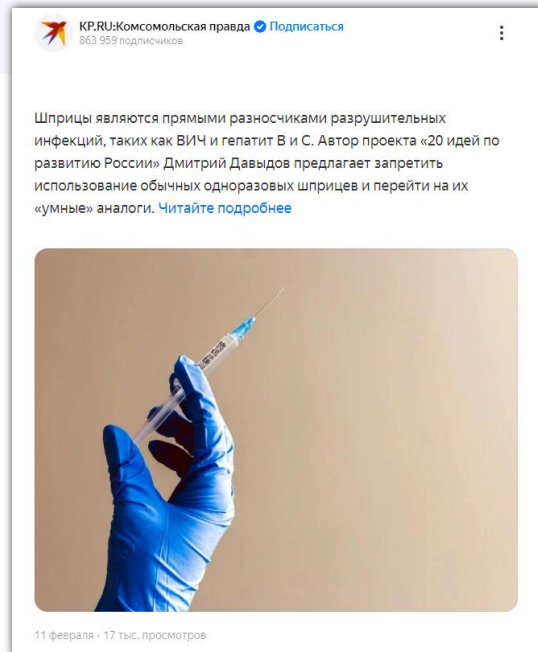 KP.RU:Комсомольская правда Подписаться
863 959 подписчиков
Шприцы являются прямыми разносчиками разрушительных
инфекций, таких как ВИЧ и гепатит В и С. Автор проекта «20 идей по
развитию России» Дмитрий Давыдов предлагает запретить
использование обычных одноразовых шприцев и перейти на их
«умные» аналоги. Читайте подробнее
11 февраля · 17 тыс. просмотров